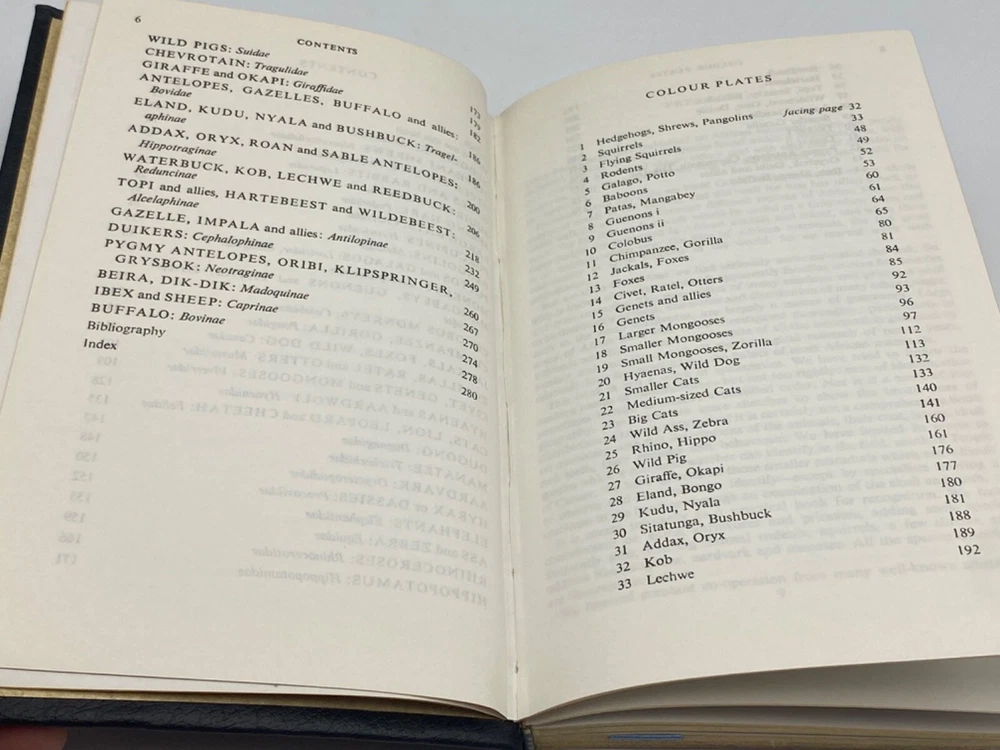 6
CONTENTS
WILD PIGS: Suidae 173
CHEVROTAIN: Tragulidae 179
GIRAFFE and OKAPI: Giraffidae 182
ANTELOPES, GAZELLES, BUFFALO and allies:
Bovidae 186
ELAND, KUDU, NYALA and BUSHBUCK: Tragel-
aphinae 186
ADDAX, ORYX, ROAN and SABLE ANTELOPES:
Hippotraginae 200
WATERBUCK, KOB, LECHWE and REEDBUCK:
Reduncinae 206
TOPI and allies, HARTEBEEST and WILDEBEEST:
Alcelaphinae 218
GAZELLE, IMPALA and allies: Antilopinae 232
DUIKERS: Cephalophinae 249
PYGMY ANTELOPES, ORIBI, KLIPSPRINGER,
GRYSBOK: Neotraginae 260
BEIRA, DIK-DIK: Madoquinae 267
IBEX and SHEEP: Caprinae 270
BUFFALO: Bovinae 274
Bibliography 278
Index 280
COLOUR PLATES
1 Hedgehogs, Shrews, Pangolins facing page 32
2 Squirrels 33
3 Flying Squirrels 48
4 Rodents 49
5 Galago, Potto 52
6 Baboons 53
7 Patas, Mangabey 60
8 Guenons i 61
9 Guenons ii 64
10 Colobus 65
11 Chimpanzee, Gorilla 80
12 Jackals, Foxes 81
13 Foxes 84
14 Civet, Ratel, Otters 85
15 Genets and allies 92
16 Genets 93
17 Larger Mongooses 96
18 Smaller Mongooses 97
19 Small Mongooses, Zorilla 112
20 Hyaenas, Wild Dog 113
21 Smaller Cats 132
22 Medium-sized Cats 133
23 Big Cats 140
24 Wild Ass, Zebra 141
25 Rhino, Hippo 160
26 Wild Pig 161
27 Giraffe, Okapi 176
28 Eland, Bongo 177
29 Kudu, Nyala 180
30 Sitatunga, Bushbuck 181
31 Addax, Oryx 188
32 Kob 189
33 Lechwe 192